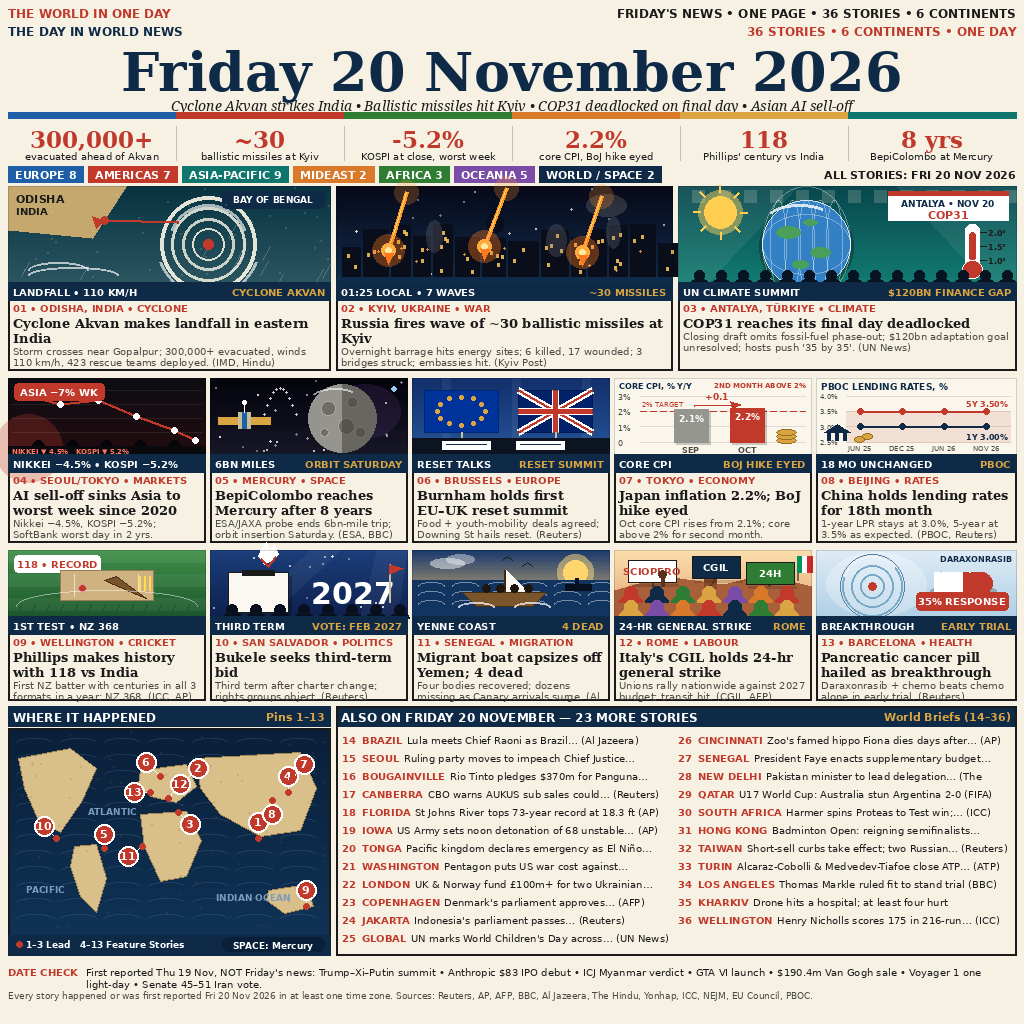 THE WORLD IN ONE DAY
THE DAY IN WORLD NEWS
FRIDAY'S NEWS • ONE PAGE • 36 STORIES • 6 CONTINENTS
36 STORIES • 6 CONTINENTS • ONE DAY
Friday 20 November 2026
Cyclone Akvan strikes India • Ballistic missiles hit Kyiv • COP31 deadlocked on final day • Asian AI sell-off
300,000+
evacuated ahead of Akvan
~30
ballistic missiles at Kyiv
-5.2%
KOSPI at close, worst week
2.2%
core CPI, BoJ hike eyed
118
Phillips' century vs India
8 yrs
BepiColombo at Mercury
EUROPE 8 AMERICAS 7 ASIA-PACIFIC 9 MIDEAST 2 AFRICA 3 OCEANIA 5 WORLD / SPACE 2
ALL STORIES: FRI 20 NOV 2026
ODISHA
INDIA
BAY OF BENGAL
LANDFALL • 110 KM/H CYCLONE AKVAN
01 • ODISHA, INDIA • CYCLONE
Cyclone Akvan makes landfall in eastern
India
Storm crosses near Gopalpur; 300,000+ evacuated, winds
110 km/h, 423 rescue teams deployed. (IMD, Hindu)
01:25 LOCAL • 7 WAVES ~30 MISSILES
02 • KYIV, UKRAINE • WAR
Russia fires wave of ~30 ballistic missiles at
Kyiv
Overnight barrage hits energy sites; 6 killed, 17 wounded; 3
bridges struck; embassies hit. (Kyiv Post)
ANTALYA • NOV 20
COP31
2.0°
1.5°
1.0°
UN CLIMATE SUMMIT $120BN FINANCE GAP
03 • ANTALYA, TÜRKIYE • CLIMATE
COP31 reaches its final day deadlocked
Closing draft omits fossil-fuel phase-out; $120bn adaptation goal
unresolved; hosts push '35 by 35'. (UN News)
ASIA −7% WK
NIKKEI ▼ 4.5% KOSPI ▼ 5.2%
NIKKEI −4.5% • KOSPI −5.2%
04 • SEOUL/TOKYO • MARKETS
AI sell-off sinks Asia to
worst week since 2020
Nikkei −4.5%, KOSPI −5.2%;
SoftBank worst day in 2 yrs.
6BN MILES ORBIT SATURDAY
05 • MERCURY • SPACE
BepiColombo reaches
Mercury after 8 years
ESA/JAXA probe ends 6bn-mile trip;
orbit insertion Saturday. (ESA, BBC)
RESET TALKS RESET SUMMIT
06 • BRUSSELS • EUROPE
Burnham holds first
EU–UK reset summit
Food + youth-mobility deals agreed;
Downing St hails reset. (Reuters)
CORE CPI, % Y/Y 2ND MONTH ABOVE 2%
+0.1
3%
2% TARGET
2%
1%
0
2.1%
2.2%
SEP OCT
CORE CPI BOJ HIKE EYED
07 • TOKYO • ECONOMY
Japan inflation 2.2%; BoJ
hike eyed
Oct core CPI rises from 2.1%; core
above 2% for second month.
PBOC LENDING RATES, %
4.0%
3.5%
3.0%
2.5%
5Y 3.50%
1Y 3.00%
JUN 25 DEC 25 JUN 26 NOV 26
18 MO UNCHANGED PBOC
08 • BEIJING • RATES
China holds lending rates
for 18th month
1-year LPR stays at 3.0%, 5-year at
3.5% as expected. (PBOC, Reuters)
118 • RECORD
1ST TEST • NZ 368
09 • WELLINGTON • CRICKET
Phillips makes history
with 118 vs India
First NZ batter with centuries in all 3
formats in a year; NZ 368. (ICC, AP)
2027
THIRD TERM VOTE: FEB 2027
10 • SAN SALVADOR • POLITICS
Bukele seeks third-term
bid
Third term after charter change;
rights groups object. (Reuters)
YENNE COAST 4 DEAD
11 • SENEGAL • MIGRATION
Migrant boat capsizes off
Yemen; 4 dead
Four bodies recovered; dozens
missing as Canary arrivals surge. (Al
SCIOPERO
CGIL
24H
24-HR GENERAL STRIKE ROME
12 • ROME • LABOUR
Italy's CGIL holds 24-hr
general strike
Unions rally nationwide against 2027
budget; transit hit. (CGIL, AFP)
DARAXONRASIB
35% RESPONSE
BREAKTHROUGH EARLY TRIAL
13 • BARCELONA • HEALTH
Pancreatic cancer pill
hailed as breakthrough
Daraxonrasib + chemo beats chemo
alone in early trial. (Reuters)
WHERE IT HAPPENED Pins 1–13
6
2
7
4
13
12
ATLANTIC
10
5
3
1
8
11
PACIFIC
INDIAN OCEAN
9
1–3 Lead 4–13 Feature Stories SPACE: Mercury
ALSO ON FRIDAY 20 NOVEMBER — 23 MORE STORIES World Briefs (14–36)
14 BRAZIL Lula meets Chief Raoni as Brazil… (Al Jazeera)
15 SEOUL Ruling party moves to impeach Chief Justice…
16 BOUGAINVILLE Rio Tinto pledges $370m for Panguna…
17 CANBERRA CBO warns AUKUS sub sales could… (Reuters)
18 FLORIDA St Johns River tops 73-year record at 18.3 ft (AP)
19 IOWA US Army sets noon detonation of 68 unstable… (AP)
20 TONGA Pacific kingdom declares emergency as El Niño…
21 WASHINGTON Pentagon puts US war cost against…
22 LONDON UK & Norway fund £100m+ for two Ukrainian…
23 COPENHAGEN Denmark's parliament approves… (AFP)
24 JAKARTA Indonesia's parliament passes… (Reuters)
25 GLOBAL UN marks World Children's Day across… (UN News)
26 CINCINNATI Zoo's famed hippo Fiona dies days after… (AP)
27 SENEGAL President Faye enacts supplementary budget…
28 NEW DELHI Pakistan minister to lead delegation… (The
29 QATAR U17 World Cup: Australia stun Argentina 2-0 (FIFA)
30 SOUTH AFRICA Harmer spins Proteas to Test win;… (ICC)
31 HONG KONG Badminton Open: reigning semifinalists…
32 TAIWAN Short-sell curbs take effect; two Russian… (Reuters)
33 TURIN Alcaraz-Cobolli & Medvedev-Tiafoe close ATP… (ATP)
34 LOS ANGELES Thomas Markle ruled fit to stand trial (BBC)
35 KHARKIV Drone hits a hospital; at least four hurt
36 WELLINGTON Henry Nicholls scores 175 in 216-run… (ICC)
DATE CHECK First reported Thu 19 Nov, NOT Friday's news: Trump–Xi–Putin summit • Anthropic $83 IPO debut • ICJ Myanmar verdict • GTA VI launch • $190.4m Van Gogh sale • Voyager 1 one
light-day • Senate 45–51 Iran vote.
Every story happened or was first reported Fri 20 Nov 2026 in at least one time zone. Sources: Reuters, AP, AFP, BBC, Al Jazeera, The Hindu, Yonhap, ICC, NEJM, EU Council, PBOC.